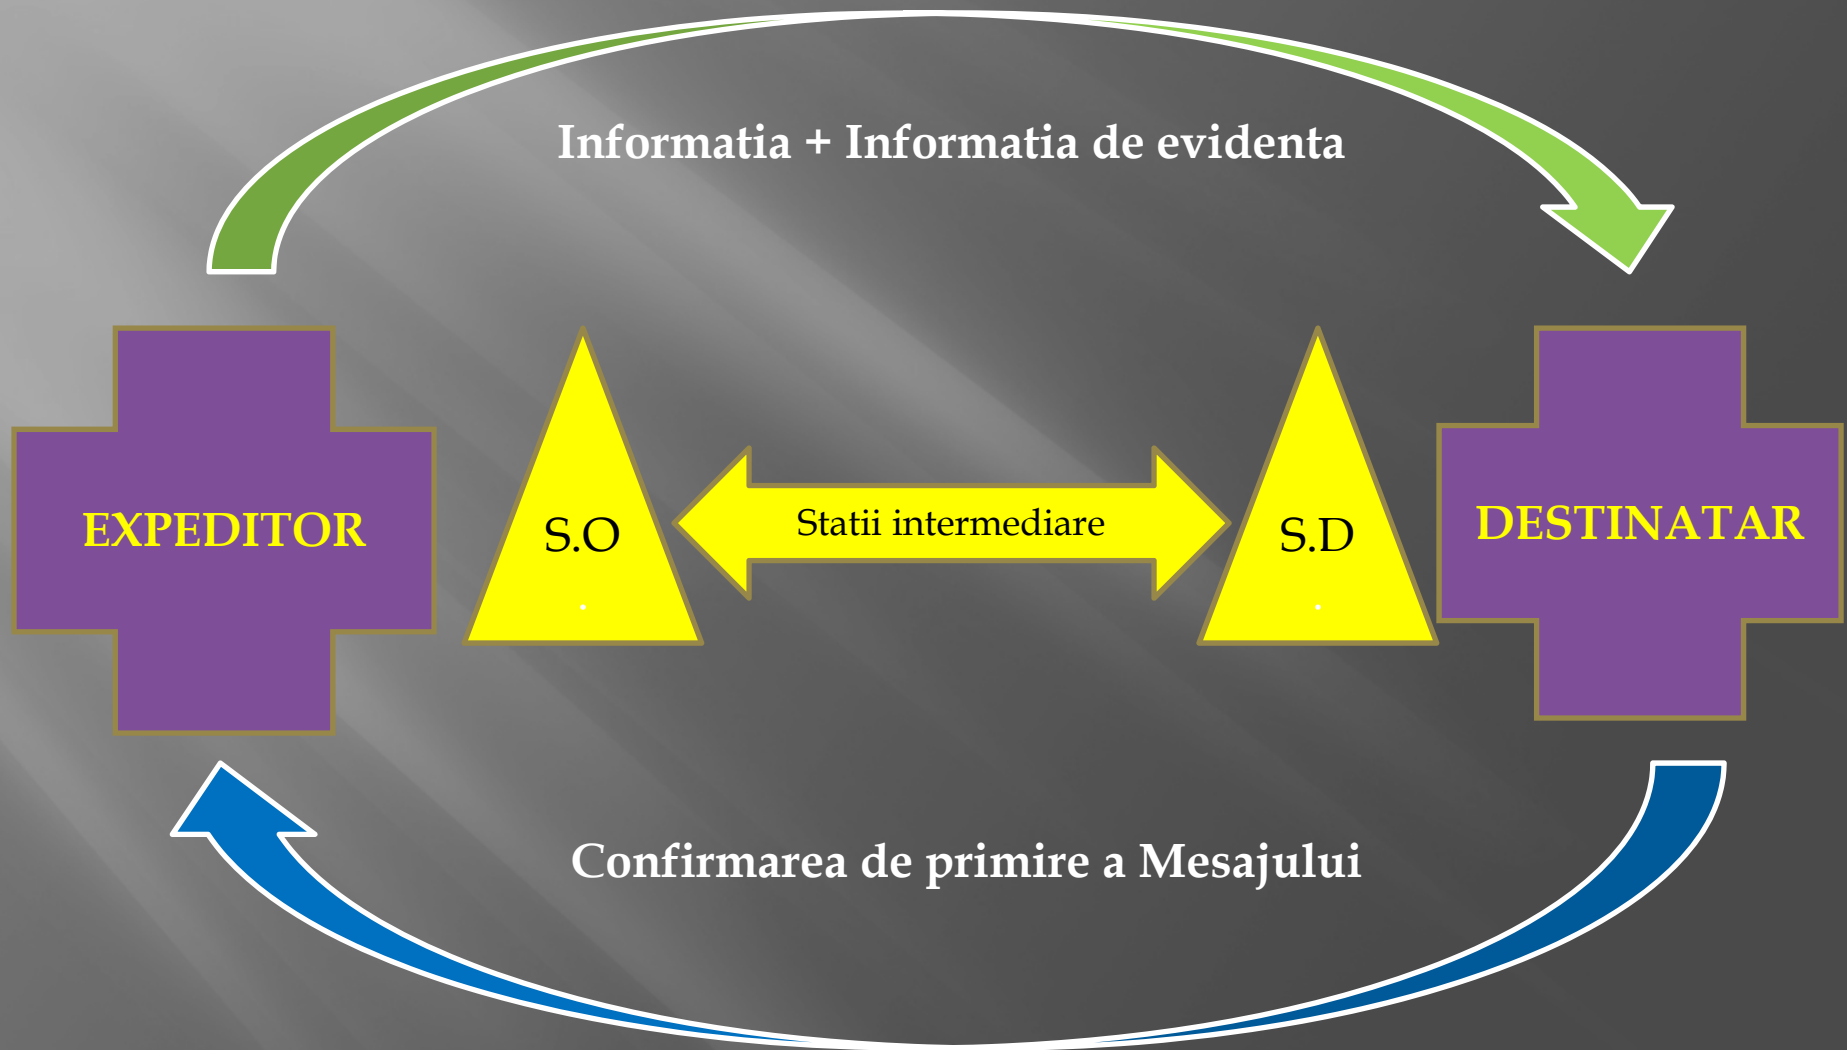 Informatia + Informatia de evidenta
EXPEDITOR
S.O
.
Statii intermediare
S.D
.
DESTINATAR
Confirmarea de primire a Mesajului